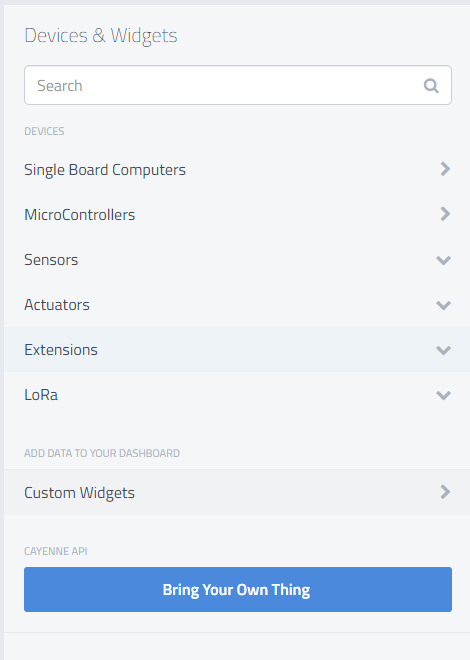 Devices & Widgets
Search
DEVICES
Single Board Computers
MicroControllers
Sensors
Actuators
Extensions
LoRa
ADD DATA TO YOUR DASHBOARD
Custom Widgets
CAYENNE API
Bring Your Own Thing